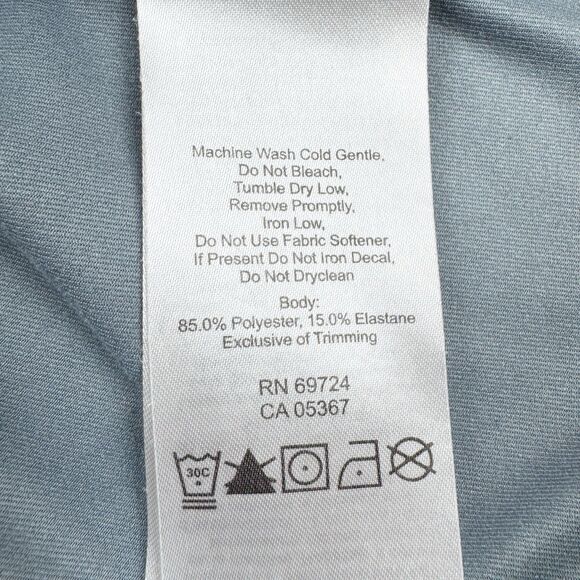 Machine Wash Cold Gentle,
Do Not Bleach,
Tumble Dry Low,
Remove Promptly,
Iron Low,
Do Not Use Fabric Softener,
If Present Do Not Iron Decal,
Do Not Dryclean
Body:
85.0% Polyester, 15.0% Elastane
Exclusive of Trimming
RN 69724
CA 05367
30C